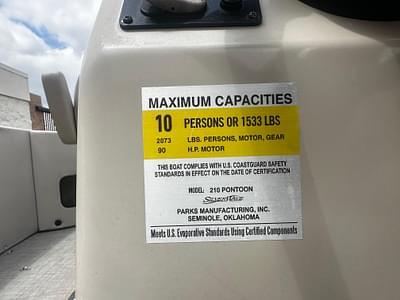 MAXIMUM CAPACITIES
10 PERSONS OR 1533 LBS
2073 LBS. PERSONS, MOTOR, GEAR
90 H.P. MOTOR
THIS BOAT COMPLIES WITH U.S. COASTGUARD SAFETY
STANDARDS IN EFFECT ON THE DATE OF CERTIFICATION
MODEL: 210 PONTOON
SILVER WAVE
PARKS MANUFACTURING, INC.
SEMINOLE, OKLAHOMA
Meets U.S. Evaporative Standards Using Certified Components